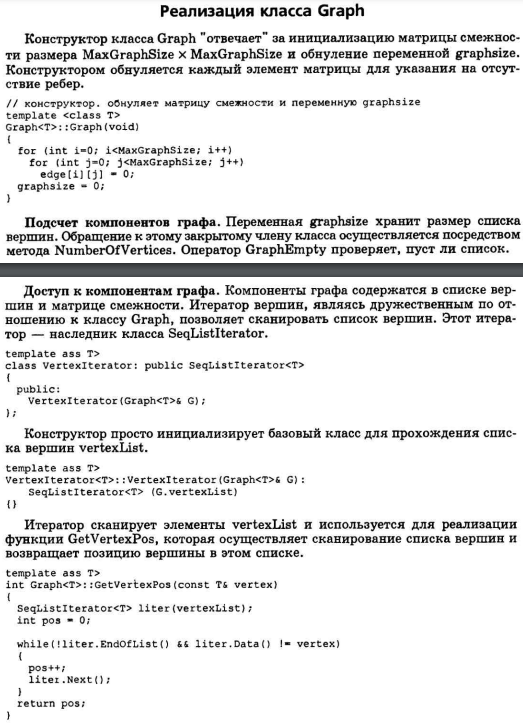 Реализация класса Graph
Конструктор класса Graph "отвечает" за инициализацию матрицы смежнос-
ти размера MaxGraphSize × MaxGraphSize и обнуление переменной graphsize.
Конструктором обнуляется каждый элемент матрицы для указания на отсут-
ствие ребер.
// конструктор. обнуляет матрицу смежности и переменную graphsize
template <class T>
Graph<T>::Graph(void)
{
for (int i=0; i<MaxGraphSize; i++)
for (int j=0; j<MaxGraphSize; j++)
edge[i][j] = 0;
graphsize = 0;
}
Подсчет компонентов графа. Переменная graphsize хранит размер списка
вершин. Обращение к этому закрытому члену класса осуществляется посредством
метода NumberOfVertices. Оператор GraphEmpty проверяет, пуст ли список.
Доступ к компонентам графа. Компоненты графа содержатся в списке вер-
шин и матрице смежности. Итератор вершин, являясь дружественным по от-
ношению к классу Graph, позволяет сканировать список вершин. Этот итера-
тор — наследник класса SeqListIterator.
template ass T>
class VertexIterator: public SeqListIterator<T>
{
public:
VertexIterator(Graph<T>& G);
};
Конструктор просто инициализирует базовый класс для прохождения спис-
ка вершин vertexList.
template ass T>
VertexIterator<T>::VertexIterator(Graph<T>& G):
SeqListIterator<T> (G.vertexList)
{}
Итератор сканирует элементы vertexList и используется для реализации
функции GetVertexPos, которая осуществляет сканирование списка вершин и
возвращает позицию вершины в этом списке.
template ass T>
int Graph<T>::GetVertexPos(const T& vertex)
{
SeqListIterator<T> liter(vertexList);
int pos = 0;
while(!liter.EndOfList() && liter.Data() != vertex)
{
pos++;
liter.Next();
}
return pos;
}